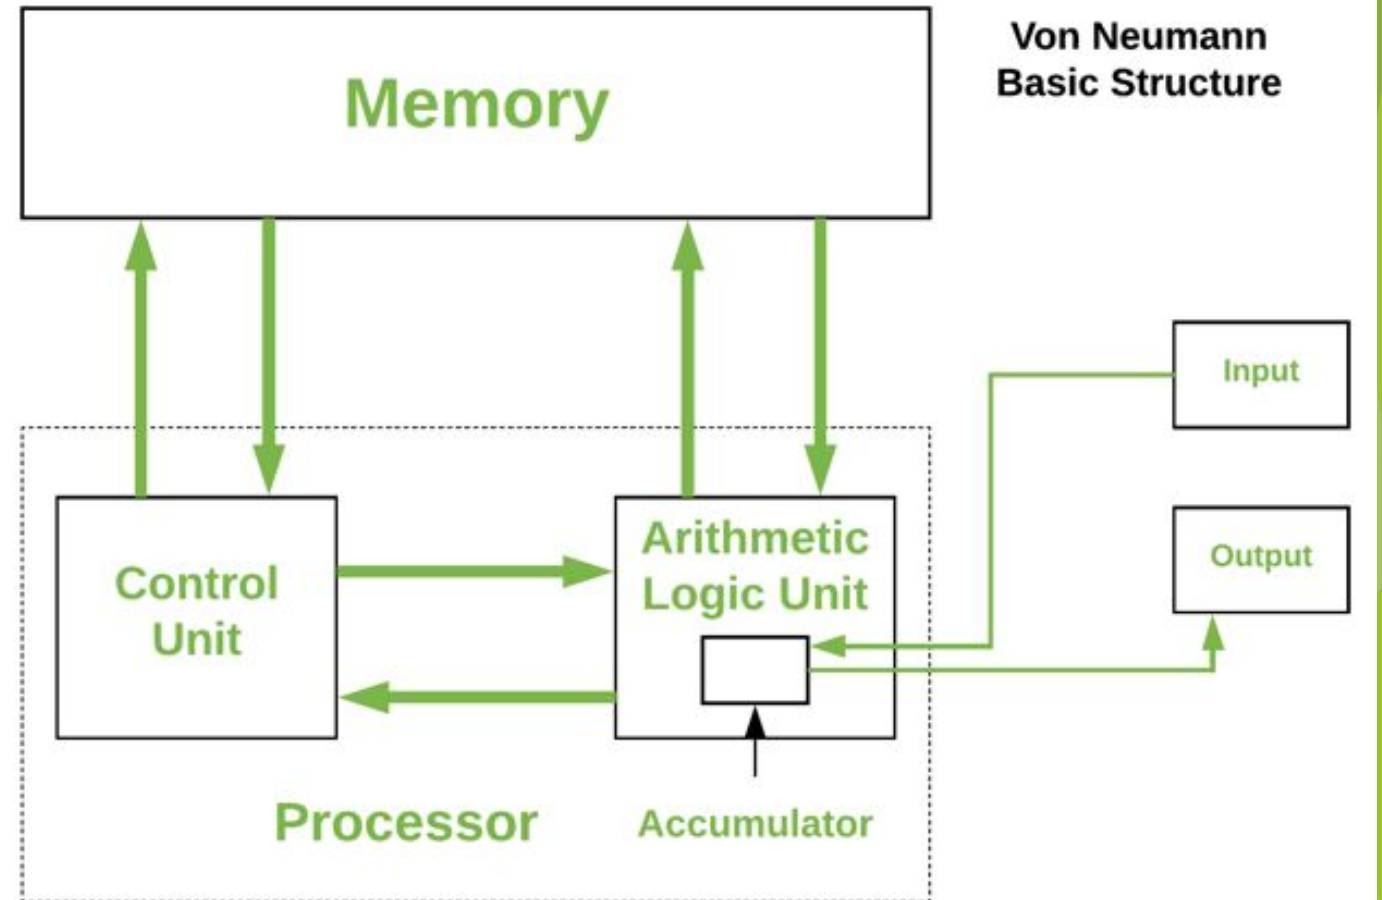 Von Neumann
Basic Structure
Memory
Input
Output
Control
Unit
Arithmetic
Logic Unit
Processor
Accumulator